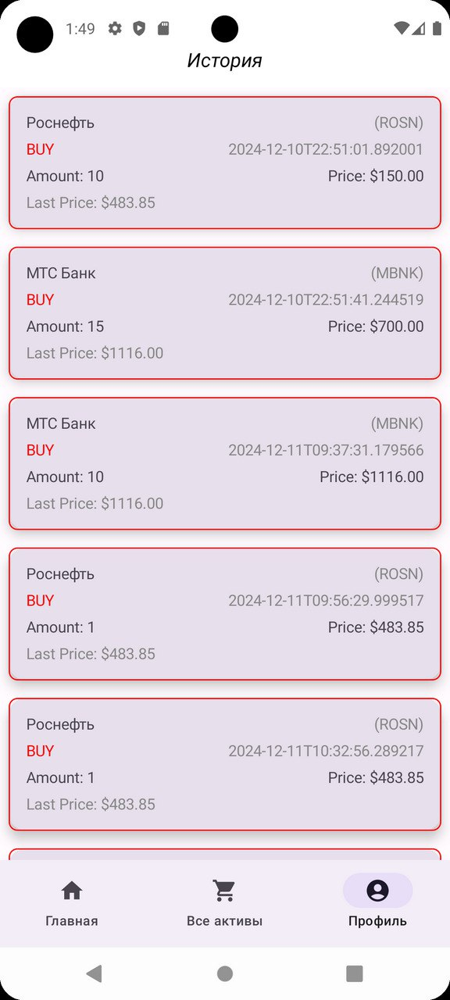 1:49
История
Роснефть (ROSN)
BUY 2024-12-10T22:51:01.892001
Amount: 10 Price: $150.00
Last Price: $483.85
МТС Банк (MBNK)
BUY 2024-12-10T22:51:41.244519
Amount: 15 Price: $700.00
Last Price: $1116.00
МТС Банк (MBNK)
BUY 2024-12-11T09:37:31.179566
Amount: 10 Price: $1116.00
Last Price: $1116.00
Роснефть (ROSN)
BUY 2024-12-11T09:56:29.999517
Amount: 1 Price: $483.85
Last Price: $483.85
Роснефть (ROSN)
BUY 2024-12-11T10:32:56.289217
Amount: 1 Price: $483.85
Last Price: $483.85
Главная Все активы Профиль